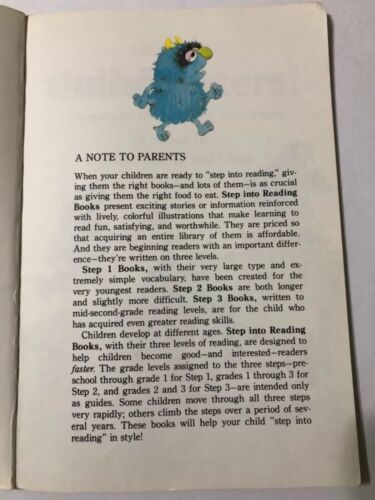 A NOTE TO PARENTS
When your children are ready to "step into reading," giv-
ing them the right books—and lots of them—is as crucial
as giving them the right food to eat. Step into Reading
Books present exciting stories or information reinforced
with lively, colorful illustrations that make learning to
read fun, satisfying, and worthwhile. They are priced so
that acquiring an entire library of them is affordable.
And they are beginning readers with an important differ-
ence—they're written on three levels.
Step 1 Books, with their very large type and ex-
tremely simple vocabulary, have been created for the
very youngest readers. Step 2 Books are both longer
and slightly more difficult. Step 3 Books, written to
mid-second-grade reading levels, are for the child who
has acquired even greater reading skills.
Children develop at different ages. Step into Reading
Books, with their three levels of reading, are designed to
help children become good—and interested—readers
faster. The grade levels assigned to the three steps—pre-
school through grade 1 for Step 1, grades 1 through 3 for
Step 2, and grades 2 and 3 for Step 3—are intended only
as guides. Some children move through all three steps
very rapidly; others climb the steps over a period of sev-
eral years. These books will help your child "step into
reading" in style!